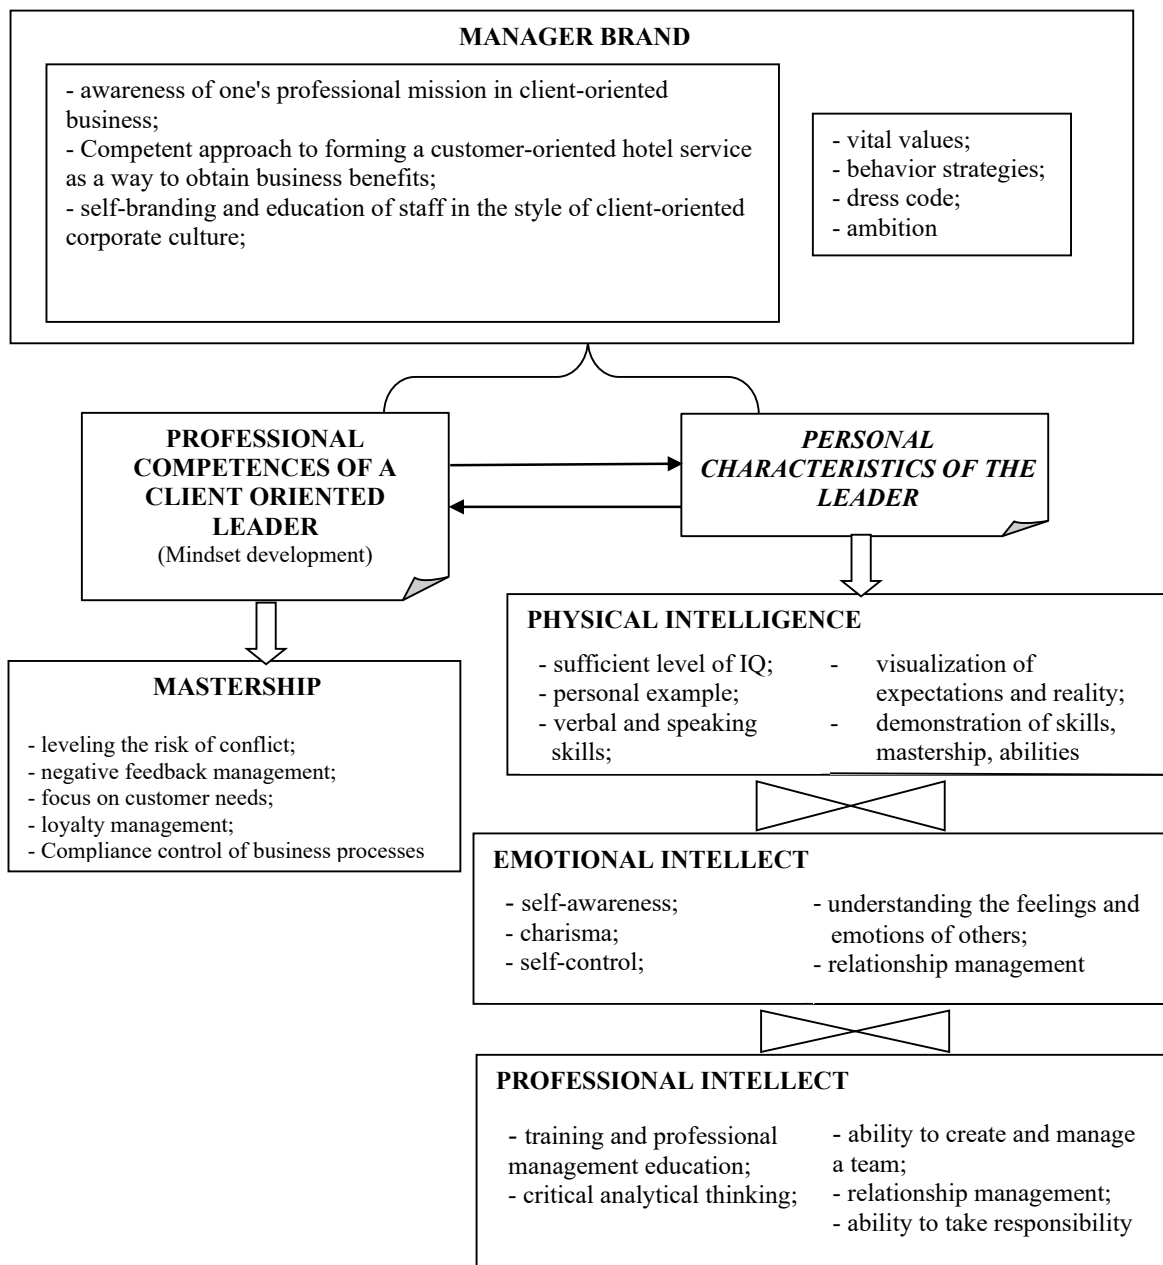 MANAGER BRAND
- awareness of one's professional mission in client-oriented
business;
- Competent approach to forming a customer-oriented hotel service
as a way to obtain business benefits;
- self-branding and education of staff in the style of client-oriented
corporate culture;
- vital values;
- behavior strategies;
- dress code;
- ambition
PROFESSIONAL
COMPETENCES OF A
CLIENT ORIENTED
LEADER
(Mindset development)
PERSONAL
CHARACTERISTICS OF THE
LEADER
MASTERSHIP
- leveling the risk of conflict;
- negative feedback management;
- focus on customer needs;
- loyalty management;
- Compliance control of business processes
PHYSICAL INTELLIGENCE
- sufficient level of IQ;
- personal example;
- verbal and speaking
skills;
- visualization of
expectations and reality;
- demonstration of skills,
mastership, abilities
EMOTIONAL INTELLECT
- self-awareness;
- charisma;
- self-control;
- understanding the feelings and
emotions of others;
- relationship management
PROFESSIONAL INTELLECT
- training and professional
management education;
- critical analytical thinking;
- ability to create and manage
a team;
- relationship management;
- ability to take responsibility